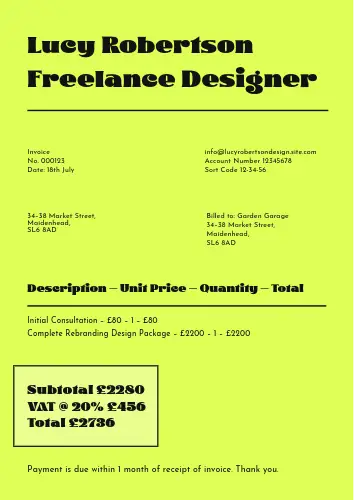 Lucy Robertson
Freelance Designer
Invoice
No. 000123
Date: 18th July
info@lucyrobertsondesign.site.com
Account Number 12345678
Sort Code 12-34-56
34-38 Market Street,
Maidenhead,
SL6 8AD
Billed to: Garden Garage
34-38 Market Street,
Maidenhead,
SL6 8AD
Description — Unit Price — Quantity — Total
Initial Consultation – £80 – 1 – £80
Complete Rebranding Design Package – £2200 – 1 – £2200
Subtotal £2280
VAT @ 20% £456
Total £2736
Payment is due within 1 month of receipt of invoice. Thank you.